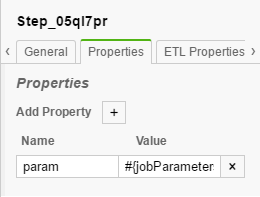 Step_05ql7pr
‹ General Properties ETL Properties ›
Properties
Add Property +
Name Value
param #{jobParameter ×